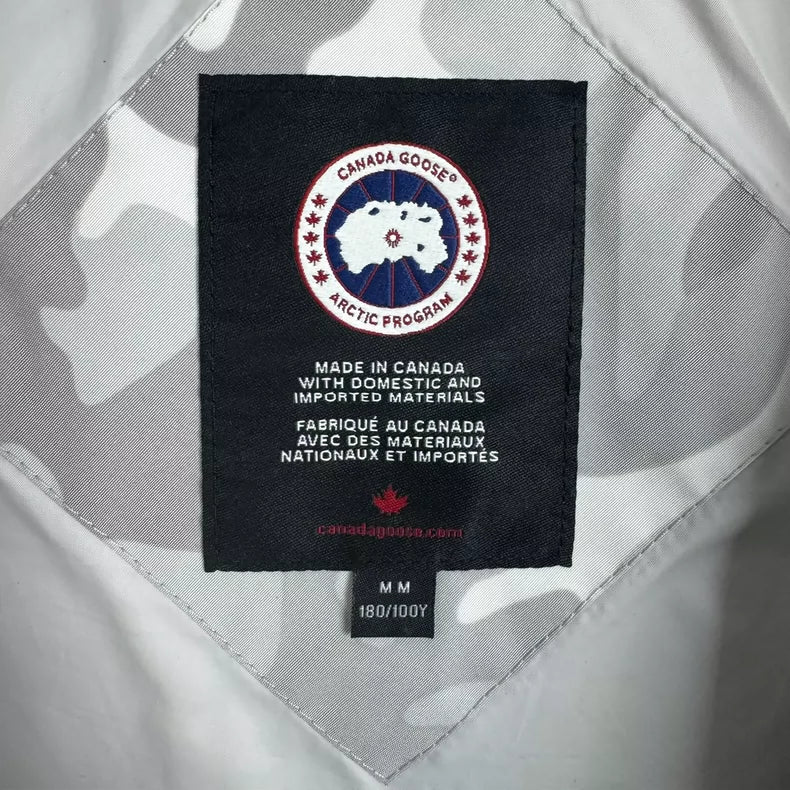 CANADA GOOSE®
ARCTIC PROGRAM
MADE IN CANADA
WITH DOMESTIC AND
IMPORTED MATERIALS
FABRIQUÉ AU CANADA
AVEC DES MATERIAUX
NATIONAUX ET IMPORTÉS
canadagoose.com
M M
180/100Y